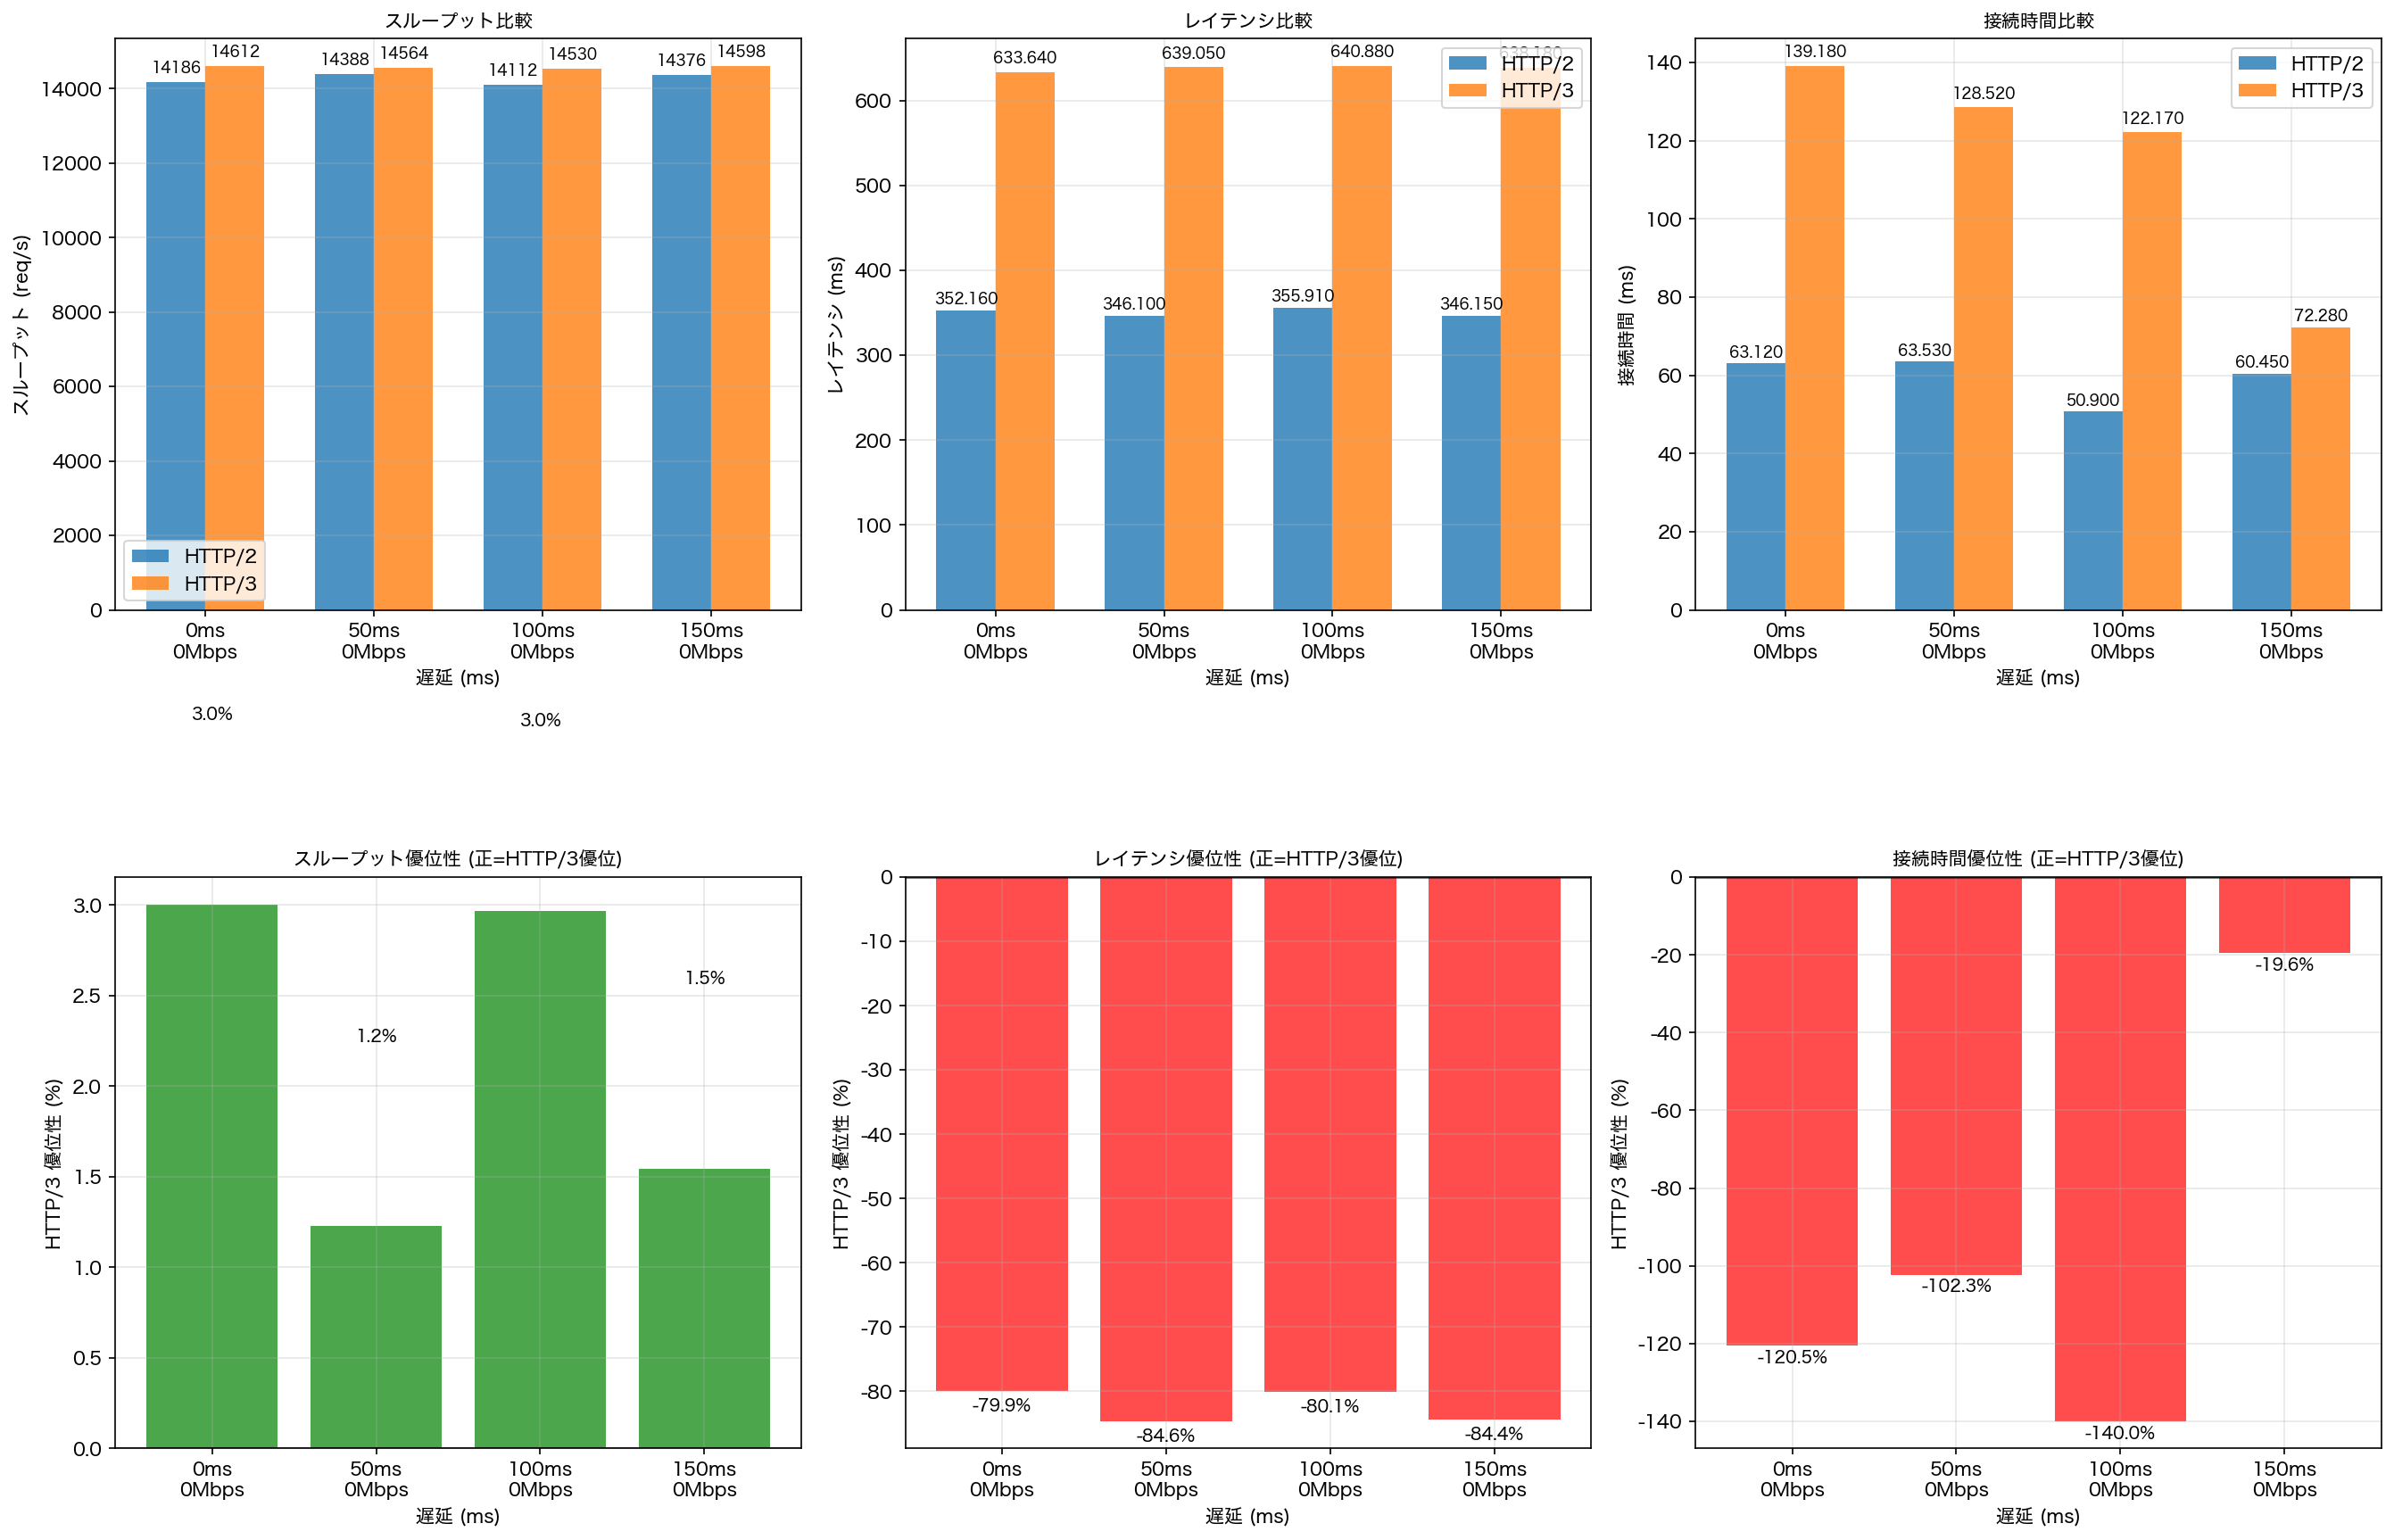 スループット比較
スループット (req/s)
14000
12000
10000
8000
6000
4000
2000
0
14186
14612
14388
14564
14112
14530
14376
14598
HTTP/2
HTTP/3
0ms
0Mbps
50ms
0Mbps
100ms
0Mbps
150ms
0Mbps
遅延 (ms)
レイテンシ比較
レイテンシ (ms)
600
500
400
300
200
100
0
352.160
633.640
346.100
639.050
355.910
640.880
346.150
638.180
HTTP/2
HTTP/3
0ms
0Mbps
50ms
0Mbps
100ms
0Mbps
150ms
0Mbps
遅延 (ms)
接続時間比較
接続時間 (ms)
140
120
100
80
60
40
20
0
63.120
139.180
63.530
128.520
50.900
122.170
60.450
72.280
HTTP/2
HTTP/3
0ms
0Mbps
50ms
0Mbps
100ms
0Mbps
150ms
0Mbps
遅延 (ms)
3.0%
3.0%
スループット優位性 (正=HTTP/3優位)
HTTP/3 優位性 (%)
3.0
2.5
2.0
1.5
1.0
0.5
0.0
1.2%
1.5%
0ms
0Mbps
50ms
0Mbps
100ms
0Mbps
150ms
0Mbps
遅延 (ms)
レイテンシ優位性 (正=HTTP/3優位)
HTTP/3 優位性 (%)
0
-10
-20
-30
-40
-50
-60
-70
-80
-79.9%
-84.6%
-80.1%
-84.4%
0ms
0Mbps
50ms
0Mbps
100ms
0Mbps
150ms
0Mbps
遅延 (ms)
接続時間優位性 (正=HTTP/3優位)
HTTP/3 優位性 (%)
0
-20
-40
-60
-80
-100
-120
-140
-120.5%
-102.3%
-140.0%
-19.6%
0ms
0Mbps
50ms
0Mbps
100ms
0Mbps
150ms
0Mbps
遅延 (ms)